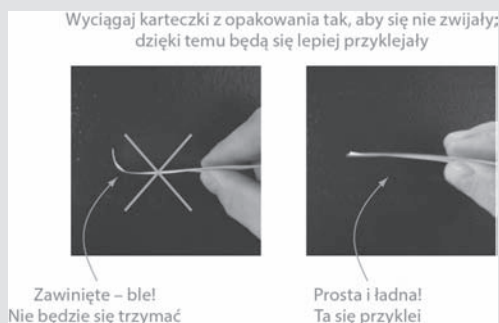 Wyciągaj karteczki z opakowania tak, aby się nie zwijały;
dzięki temu będą się lepiej przyklejały
Zawinięte – ble!
Nie będzie się trzymać
Prosta i ładna!
Ta się przyklei